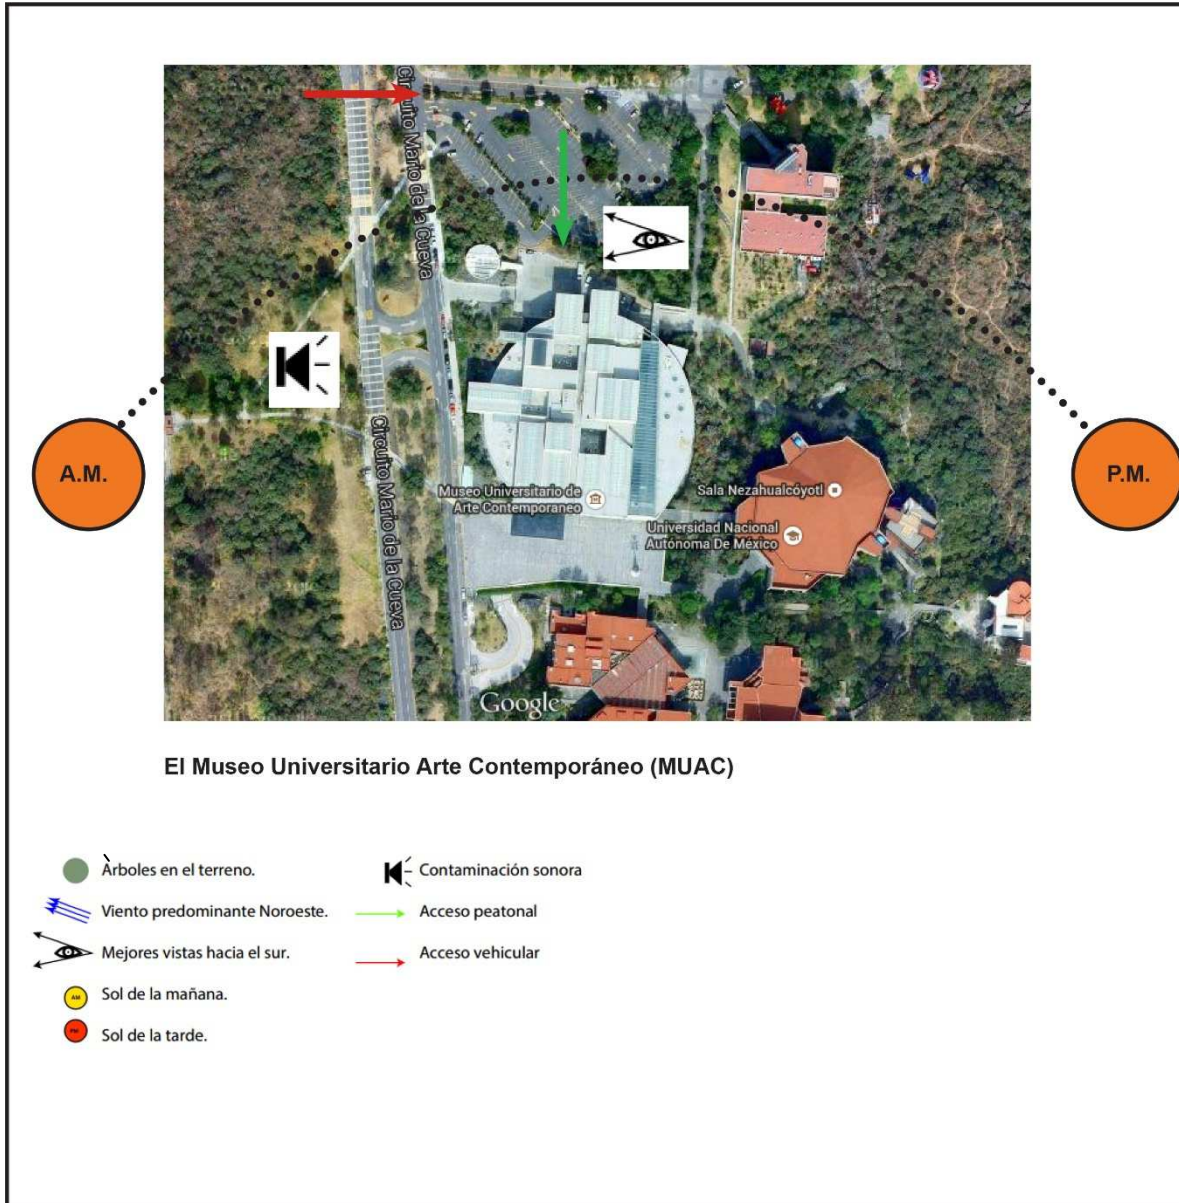 Circuito Mario de la Cueva
A.M.
P.M.
Circuito Mario de la Cueva
Museo Universitario de
Arte Contemporaneo
Sala Nezahualcóyotl
Universidad Nacional
Autónoma De México
Google
El Museo Universitario Arte Contemporáneo (MUAC)
Àrboles en el terreno.
Viento predominante Noroeste.
Mejores vistas hacia el sur.
AM
Sol de la mañana.
PM
Sol de la tarde.
Contaminación sonora
Acceso peatonal
Acceso vehicular